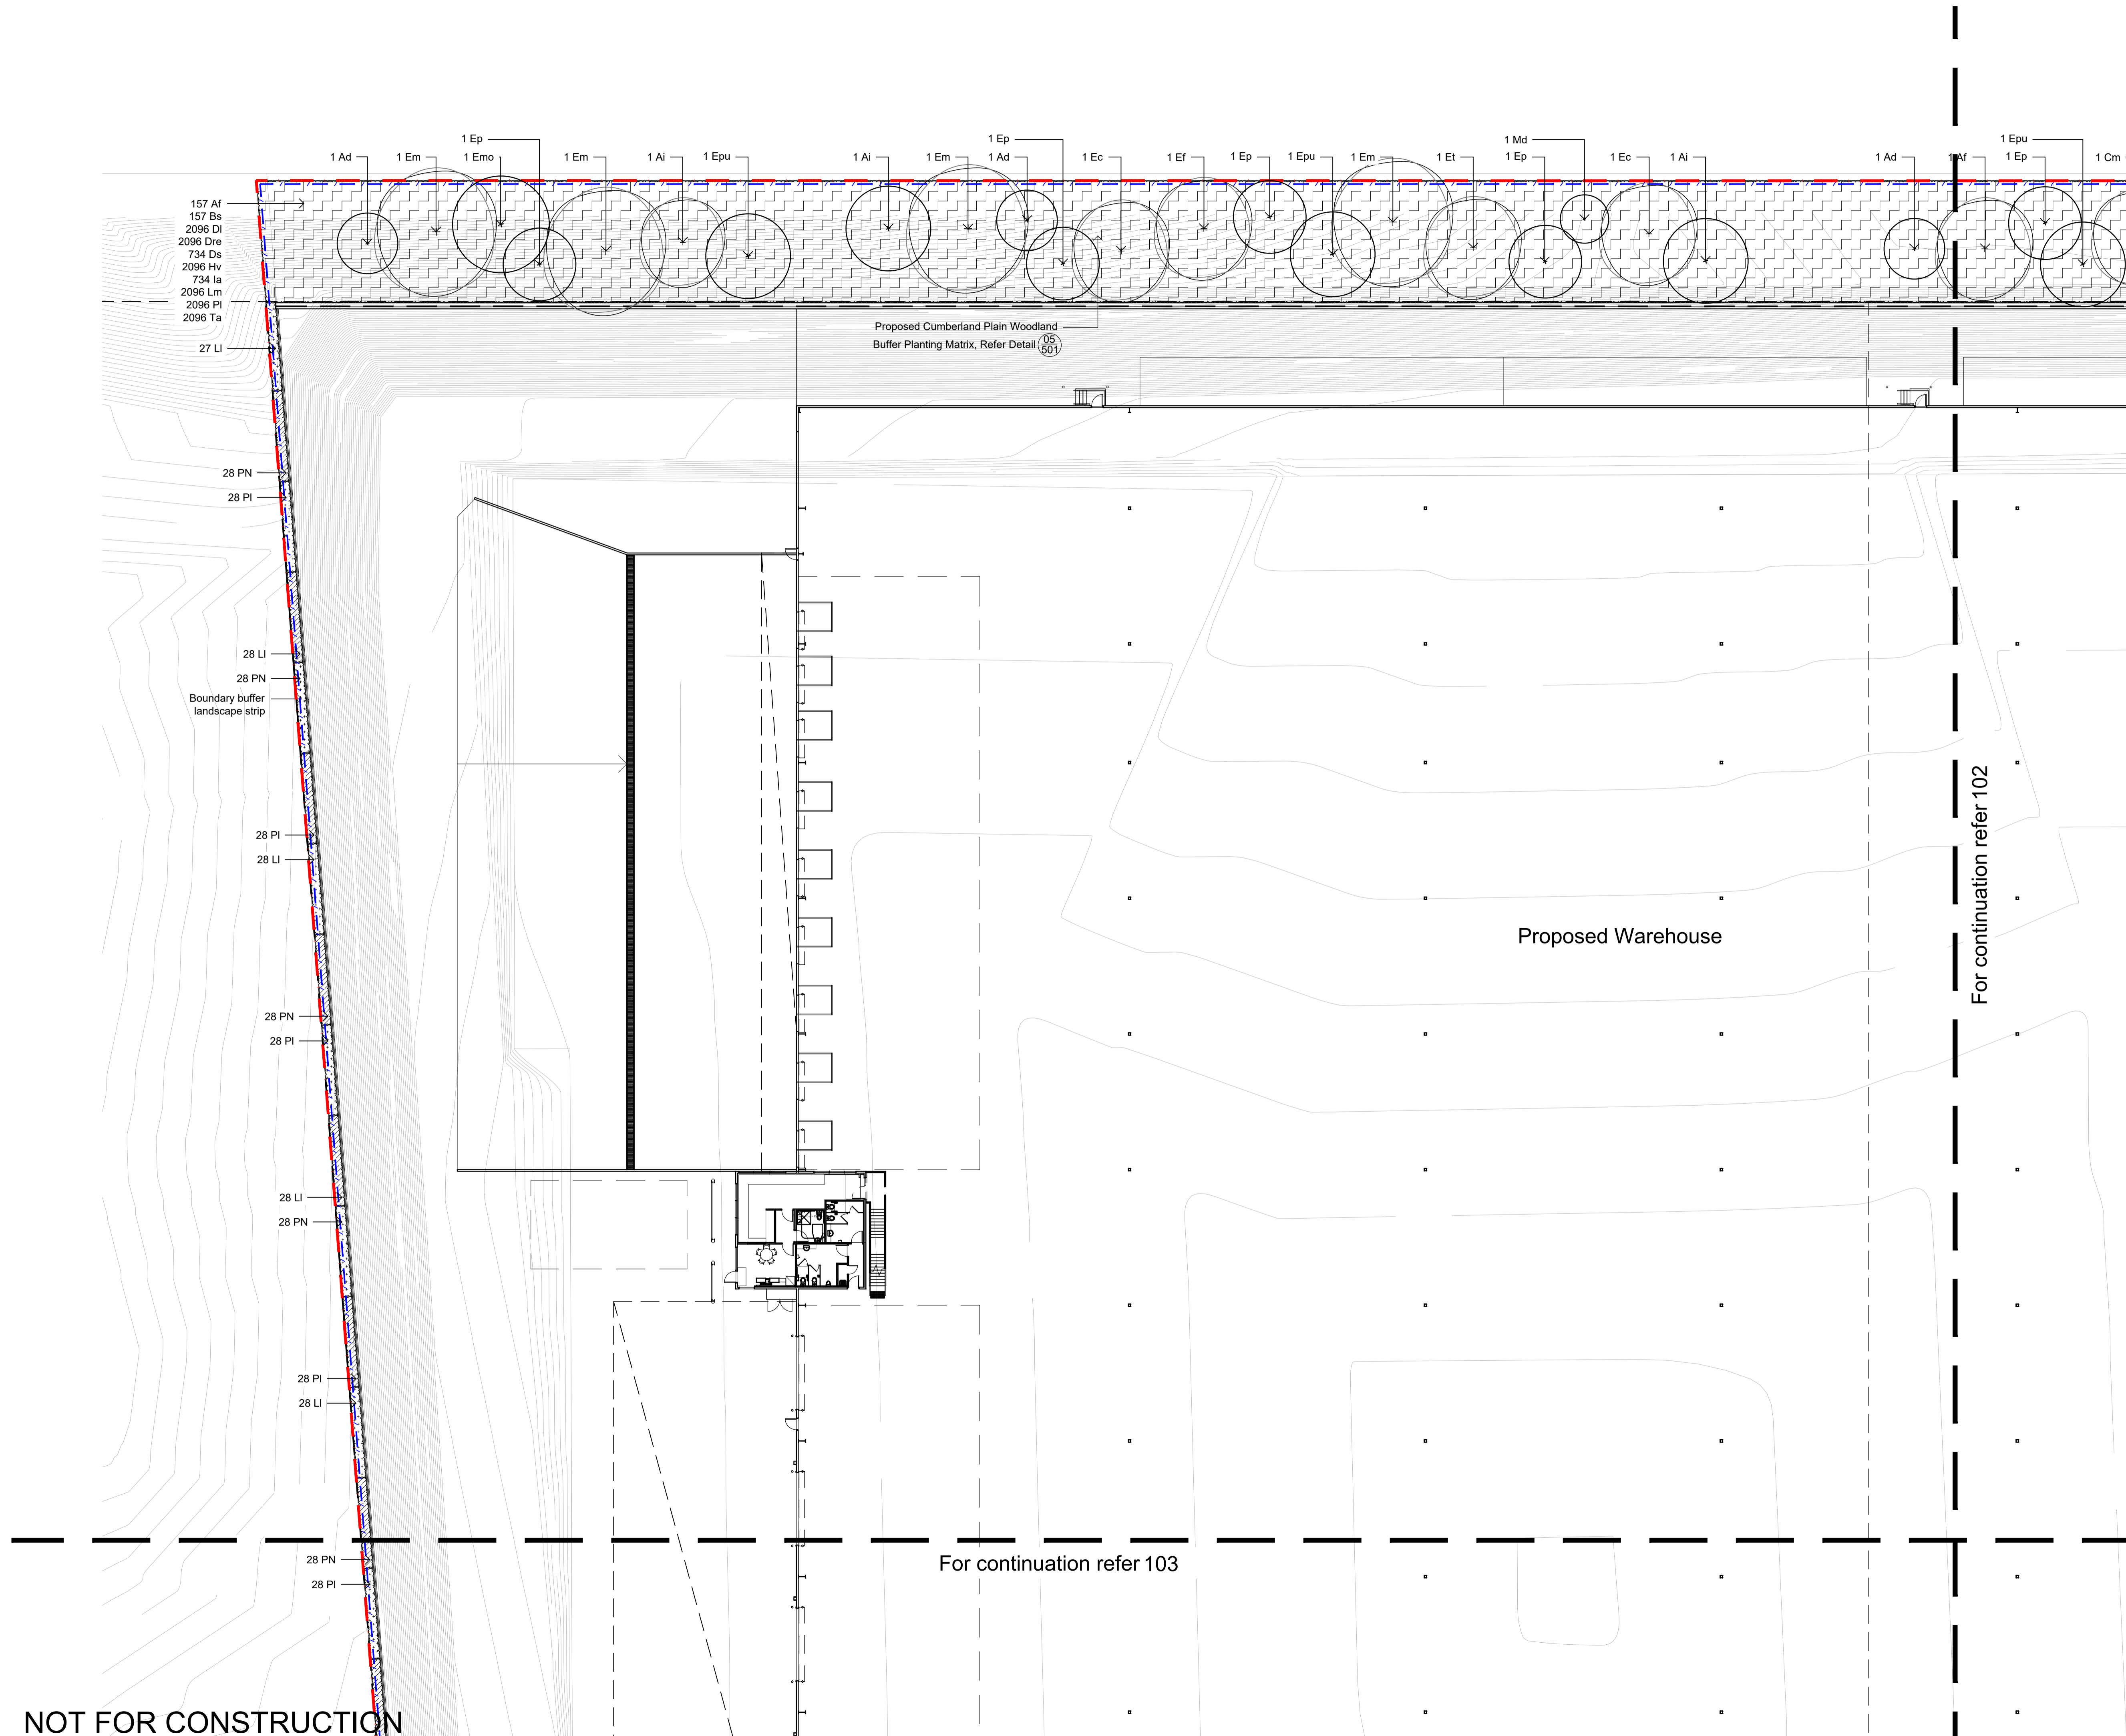 1 Ep
1 Ep
1 Md
1 Epu
1 Ad
1 Em
1 Emo
1 Em
1 Ai
1 Epu
1 Ai
1 Em
1 Ad
1 Ec
1 Ef
1 Ep
1 Epu
1 Em
1 Et
1 Ep
1 Ec
1 Ai
1 Ad
1 Af
1 Ep
1 Cm
157 Af
157 Bs
2096 Dl
2096 Dre
734 Ds
2096 Hv
734 Ia
2096 Lm
2096 Pl
2096 Ta
Proposed Cumberland Plain Woodland
Buffer Planting Matrix, Refer Detail
05
501
27 Ll
28 PN
28 Pl
28 Ll
28 PN
Boundary buffer
landscape strip
28 Pl
28 Ll
28 PN
28 Pl
28 Ll
28 PN
28 Pl
28 Ll
28 PN
28 Pl
Proposed Warehouse
For continuation refer 102
For continuation refer 103
NOT FOR CONSTRUCTION